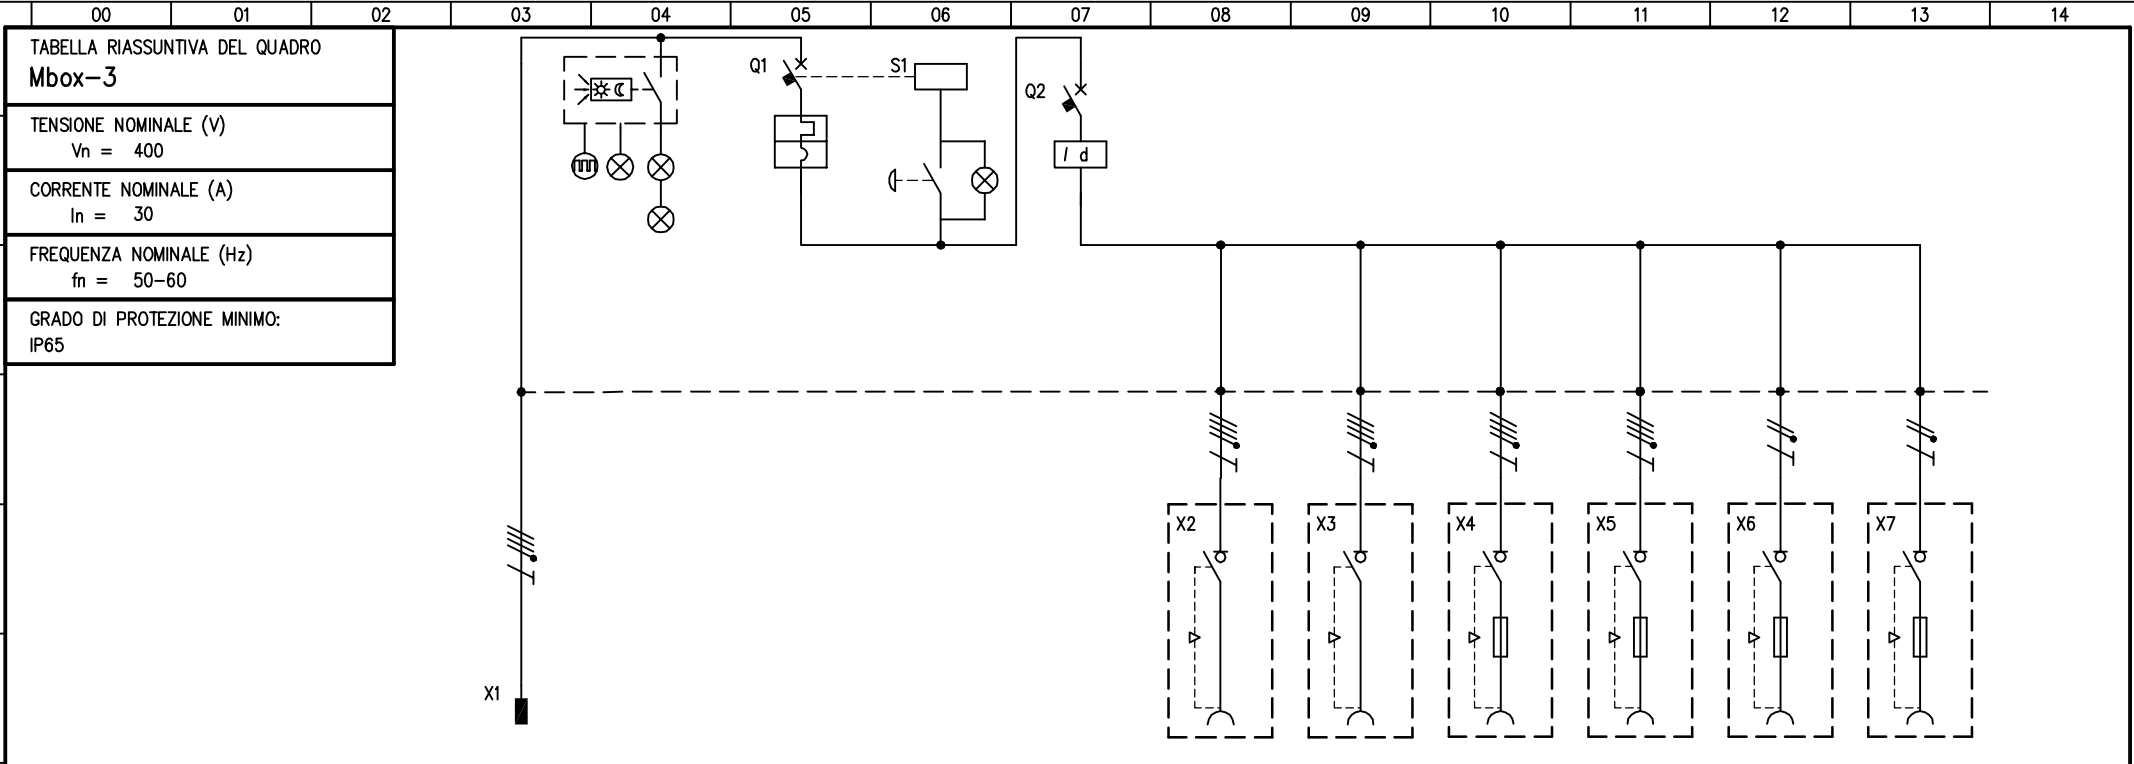 00 01 02 03 04 05 06 07 08 09 10 11 12 13 14
TABELLA RIASSUNTIVA DEL QUADRO
Mbox-3
TENSIONE NOMINALE (V)
Vn = 400
CORRENTE NOMINALE (A)
In = 30
FREQUENZA NOMINALE (Hz)
fn = 50-60
GRADO DI PROTEZIONE MINIMO:
IP65
Q1 S1
Q2
I d
X2 X3 X4 X5 X6 X7
X1